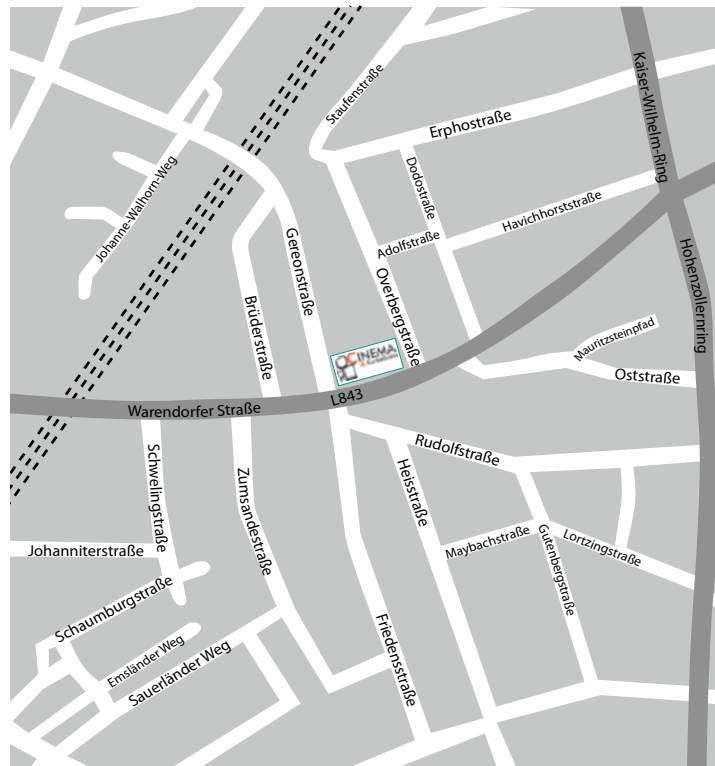 Staufenstraße
Kaiser-Wilhelm-Ring
Erphostraße
Johanne-Walhorn-Weg
Dodostraße
Havichhorststraße
Adolfstraße
Gereonstraße
Overbergstraße
Hohenzollernring
Brüderstraße
Mauritzsteinpfad
CINEMA
Oststraße
L843
Warendorfer Straße
Rudolfstraße
Schwelingstraße
Heisstraße
Zumsandestraße
Maybachstraße
Gutenbergstraße
Lortzingstraße
Johanniterstraße
Schaumburgstraße
Friedensstraße
Emsländer Weg
Sauerländer Weg